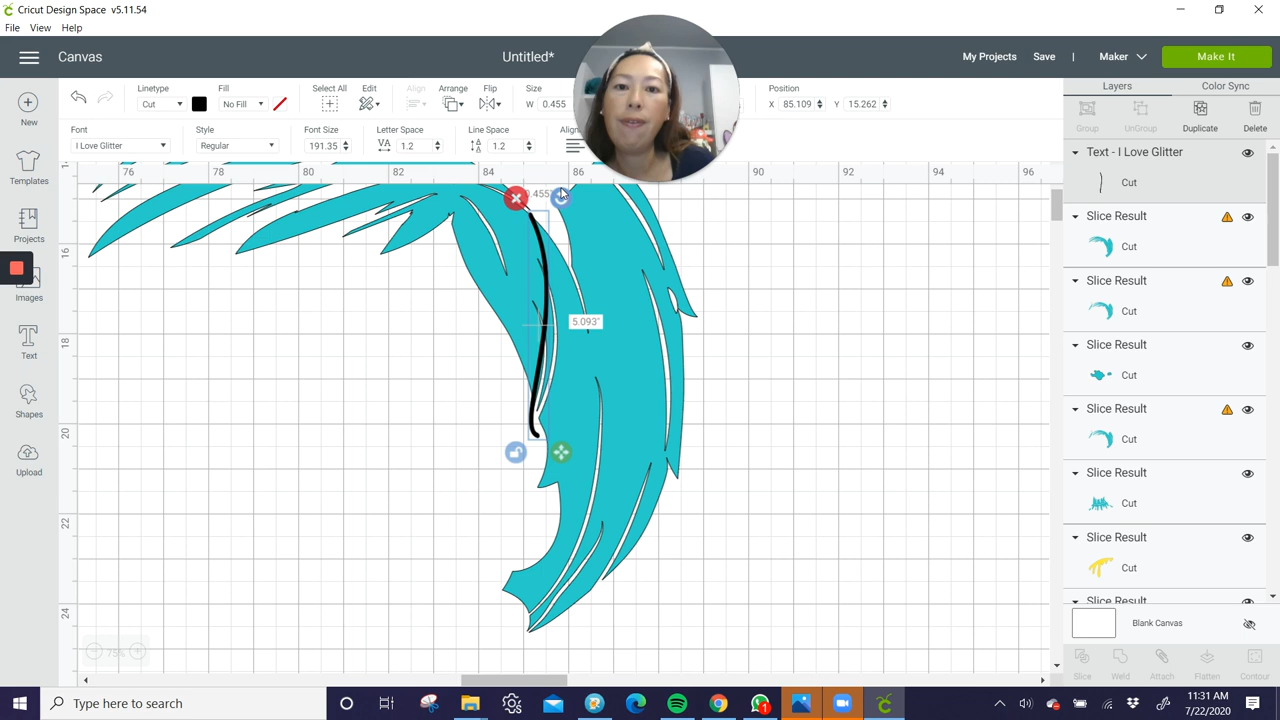 Cricut Design Space v5.11.54
File View Help
Canvas
Untitled*
My Projects Save | Maker Make It
Linetype Fill Select All Edit Align Arrange Flip Size Position
Cut No Fill W 0.455 X 85.109 Y 15.262
Font Style Font Size Letter Space Line Space
I Love Glitter Regular 191.35 VA 1.2 1.2
New
Templates
Projects
Images
Text
Shapes
Upload
76 78 80 82 84 86 90 92 94 96
16
18
20
22
24
5.093"
75%
Layers Color Sync
Group UnGroup Duplicate Delete
Text - I Love Glitter
Cut
Slice Result
Cut
Slice Result
Cut
Slice Result
Cut
Slice Result
Cut
Slice Result
Cut
Slice Result
Cut
Slice Result
Blank Canvas
Slice Weld Attach Flatten Contour
Type here to search
1
11:31 AM
7/22/2020